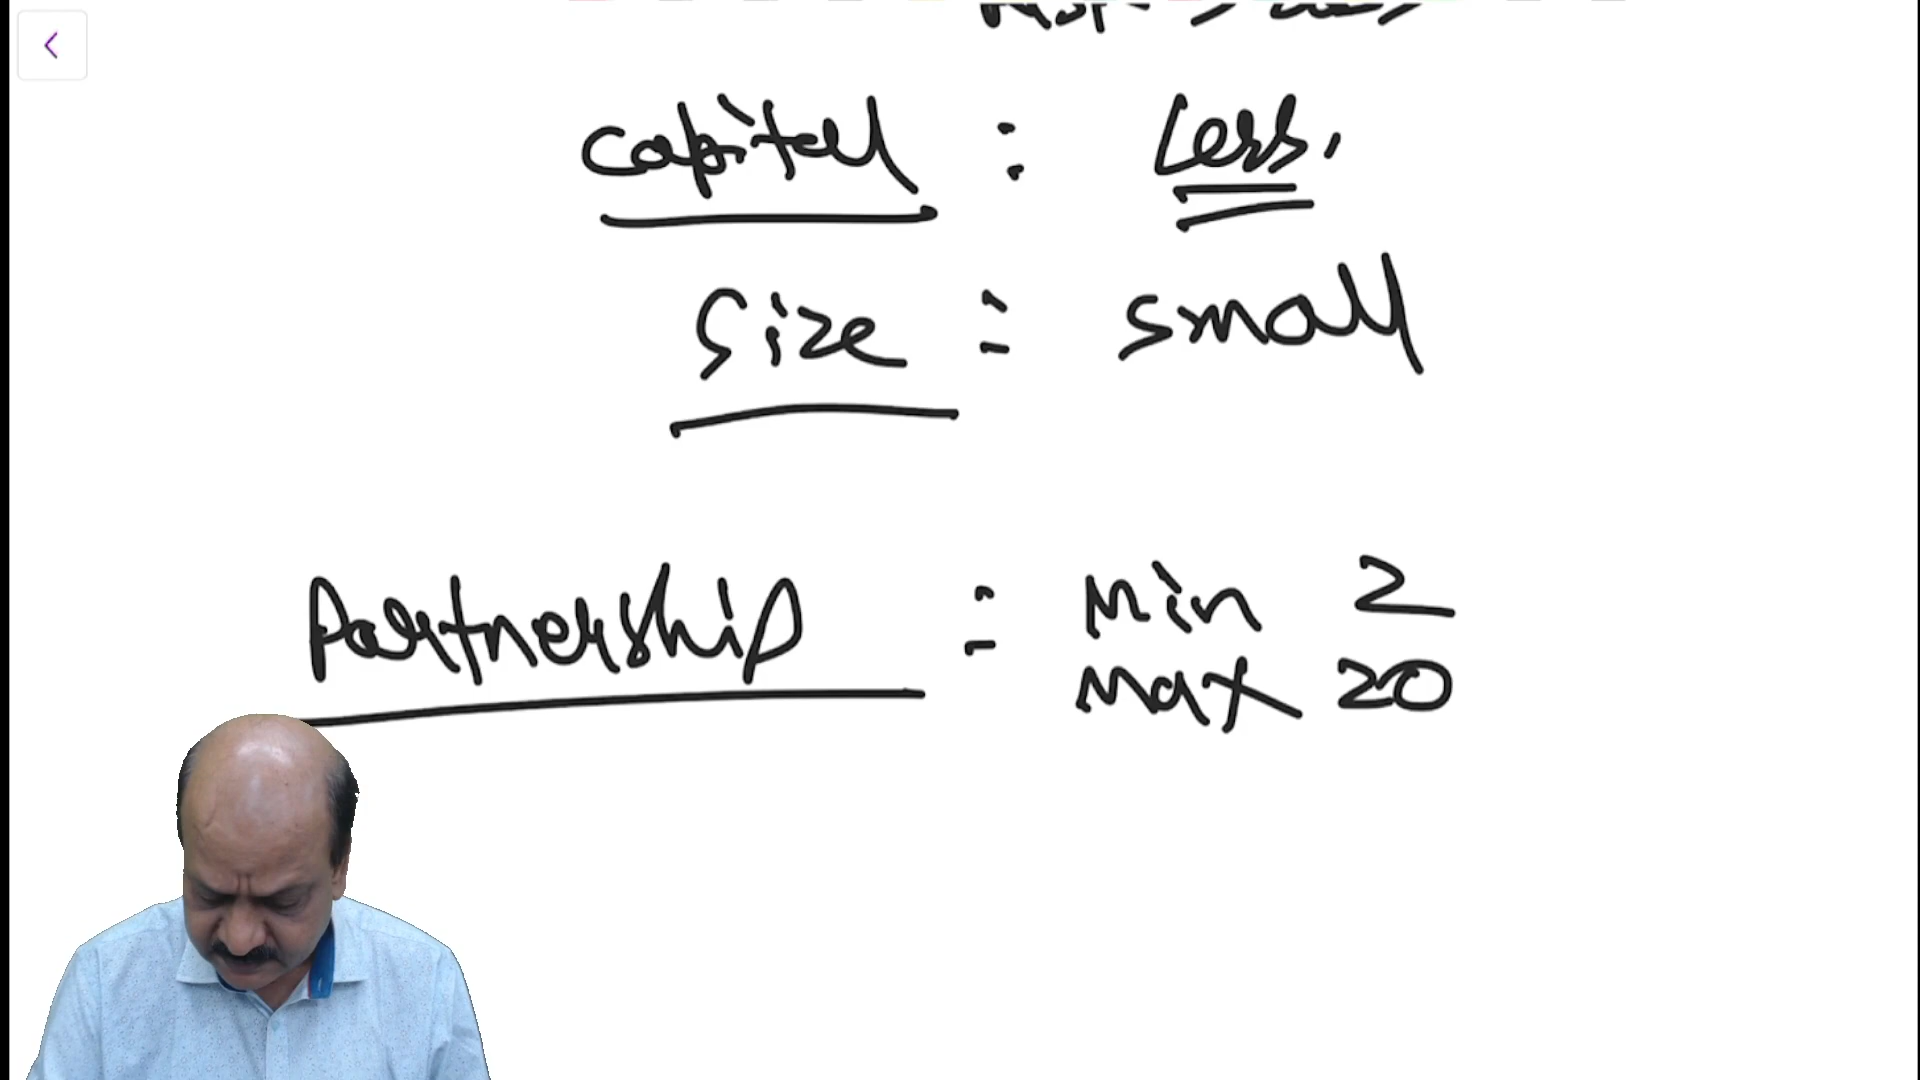 Capital : Less.
Size : small
Partnership : Min 2
Max 20